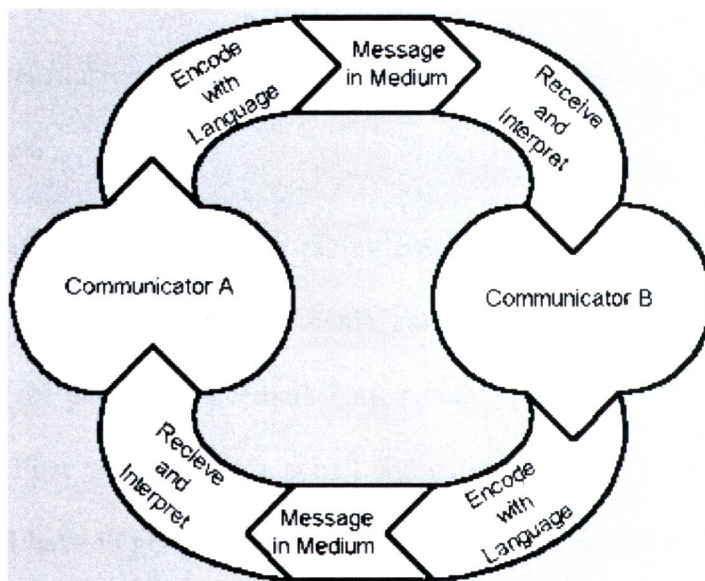 Encode
with
Language
Message
in Medium
Receive
and
Interpret
Communicator A
Communicator B
Recieve
and
Interpret
Message
in Medium
Encode
with
Language